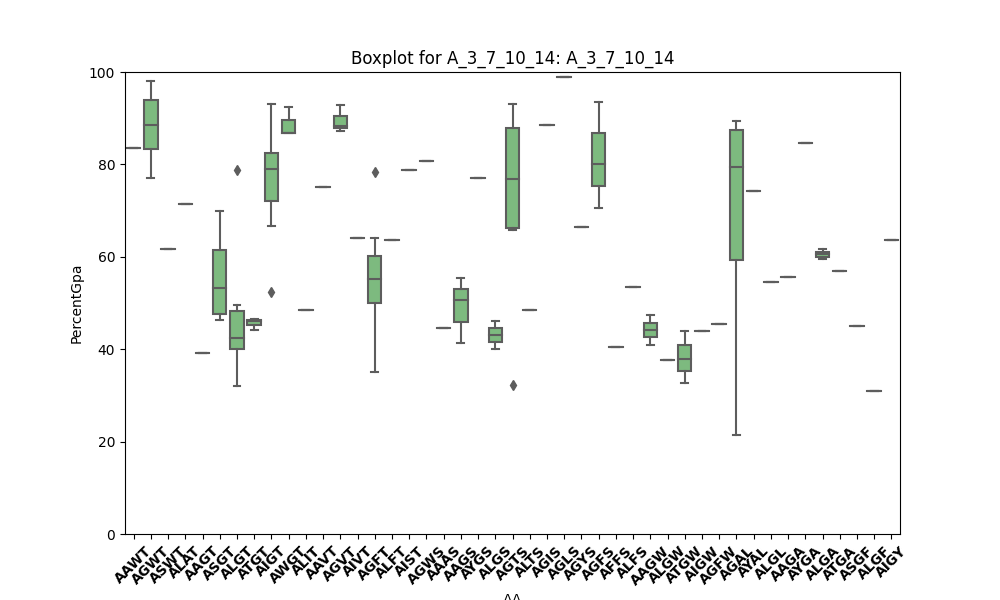 Boxplot for A_3_7_10_14: A_3_7_10_14
100
80
60
40
20
0
PercentGpa
AAWT
AGWT
ASWT
ALAT
AAGT
ASGT
ALGT
ATGT
AIGT
AWGT
ALIT
AAVT
AGVT
AIVT
AGFT
ALFT
AIST
AGWS
AAAS
AAGS
AYGS
ALGS
AGTS
ALTS
AGIS
AGLS
AGYS
AGFS
AFFS
ALFS
AAGW
ALGW
ATGW
AIGW
AGFW
AGAL
AYAL
ALGL
AAGA
AYGA
ALGA
ATGA
ASGF
ALGF
AIGY
AA